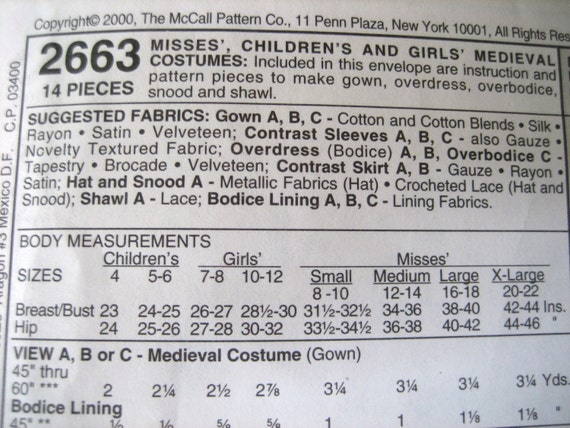 Copyright© 2000, The McCall Pattern Co., 11 Penn Plaza, New York 10001, All Rights Res
2663
14 PIECES
MISSES', CHILDREN'S AND GIRLS' MEDIEVAL
COSTUMES: Included in this envelope are instruction and
pattern pieces to make gown, overdress, overbodice,
snood and shawl.
SUGGESTED FABRICS: Gown A, B, C - Cotton and Cotton Blends • Silk •
Rayon • Satin • Velveteen; Contrast Sleeves A, B, C - also Gauze •
Novelty Textured Fabric; Overdress (Bodice) A, B, Overbodice C -
Tapestry • Brocade • Velveteen; Contrast Skirt A, B - Gauze • Rayon •
Satin; Hat and Snood A - Metallic Fabrics (Hat) • Crocheted Lace (Hat and
Snood); Shawl A - Lace; Bodice Lining A, B, C - Lining Fabrics.
BODY MEASUREMENTS
Children's Girls' Misses'
SIZES 4 5-6 7-8 10-12 Small Medium Large X-Large
8 -10 12-14 16-18 20-22
Breast/Bust 23 24-25 26-27 28½-30 31½-32½ 34-36 38-40 42-44 Ins.
Hip 24 25-26 27-28 30-32 33½-34½ 36-38 40-42 44-46 "
VIEW A, B or C - Medieval Costume (Gown)
45" thru
60" *** 2 2¼ 2½ 2⅞ 3¼ 3¼ 3¼ 3¼ Yds.
Bodice Lining
45" ** ½ ½ ⅝ ⅝ 1 1 1⅛ 1⅛ "
Aragon #3 Mexico D.F. C.P. 03400